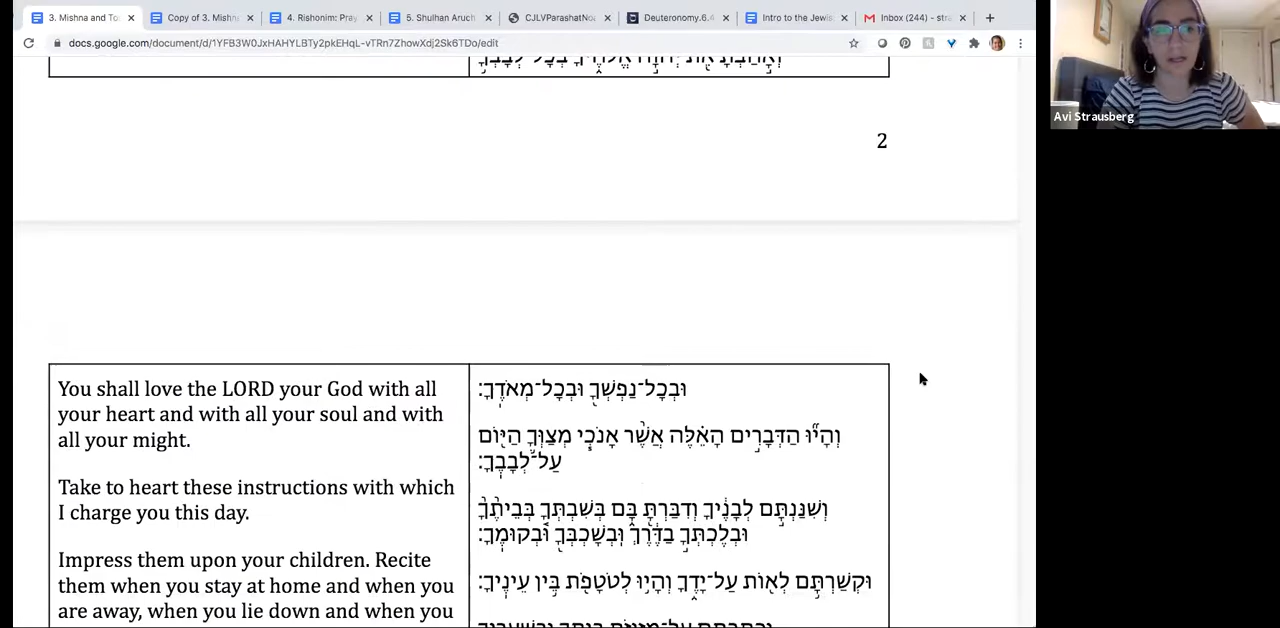 3. Mishna and To
Copy of 3. Mishn
4. Rishonim: Pray
5. Shulhan Aruch
CJLVParashatNo
Deuteronomy.6.4
Intro to the Jewis
Inbox (244) - stra
docs.google.com/document/d/1YFB3W0JxHAHYLBTy2pkEHqL-vTRn7ZhowXdj2Sk6TDo/edit
Avi Strausberg
2
You shall love the LORD your God with all
your heart and with all your soul and with
all your might.
Take to heart these instructions with which
I charge you this day.
Impress them upon your children. Recite
them when you stay at home and when you
are away, when you lie down and when you
וּבְכׇל־נַפְשְׁךָ֖ וּבְכׇל־מְאֹדֶֽךָ׃
וְהָי֞וּ הַדְּבָרִ֣ים הָאֵ֗לֶּה אֲשֶׁ֨ר אָנֹכִ֧י מְצַוְּךָ֛ הַיּ֖וֹם
עַל־לְבָבֶֽךָ׃
וְשִׁנַּנְתָּ֣ם לְבָנֶ֔יךָ וְדִבַּרְתָּ֖ בָּ֑ם בְּשִׁבְתְּךָ֤ בְּבֵיתֶ֙ךָ֙
וּבְלֶכְתְּךָ֣ בַדֶּ֔רֶךְ וּֽבְשׇׁכְבְּךָ֖ וּבְקוּמֶֽךָ׃
וּקְשַׁרְתָּ֥ם לְא֖וֹת עַל־יָדֶ֑ךָ וְהָי֥וּ לְטֹטָפֹ֖ת בֵּ֥ין עֵינֶֽיךָ׃